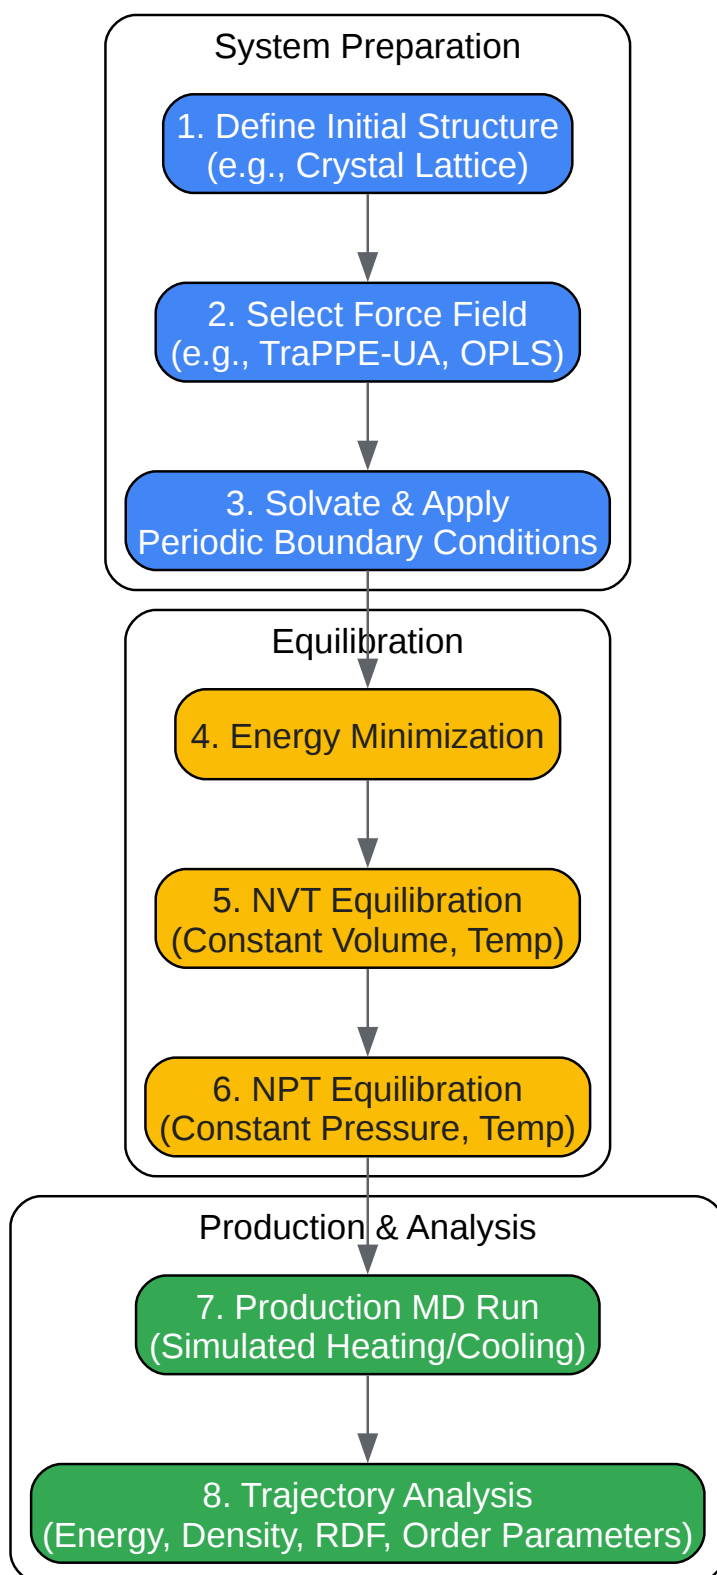 System Preparation
1. Define Initial Structure
(e.g., Crystal Lattice)
2. Select Force Field
(e.g., TraPPE-UA, OPLS)
3. Solvate & Apply
Periodic Boundary Conditions
Equilibration
4. Energy Minimization
5. NVT Equilibration
(Constant Volume, Temp)
6. NPT Equilibration
(Constant Pressure, Temp)
Production & Analysis
7. Production MD Run
(Simulated Heating/Cooling)
8. Trajectory Analysis
(Energy, Density, RDF, Order Parameters)